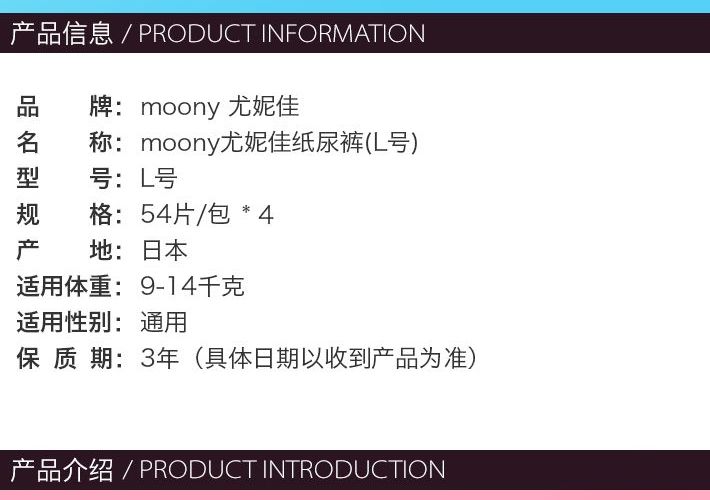 产品信息 / PRODUCT INFORMATION
品 牌： moony 尤妮佳
名 称： moony尤妮佳纸尿裤(L号)
型 号： L号
规 格： 54片/包 * 4
产 地： 日本
适用体重： 9-14千克
适用性别： 通用
保 质 期： 3年（具体日期以收到产品为准）
产品介绍 / PRODUCT INTRODUCTION